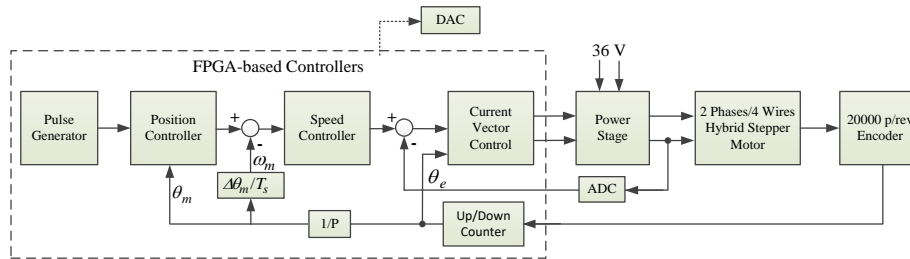 DAC
FPGA-based Controllers
36 V
Pulse
Generator
Position
Controller
+
-
Speed
Controller
+
-
Current
Vector
Control
Power
Stage
2 Phases/4 Wires
Hybrid Stepper
Motor
20000 p/rev
Encoder
ω_m
θ_m
Δθ_m/T_s
θ_e
ADC
1/P
Up/Down
Counter